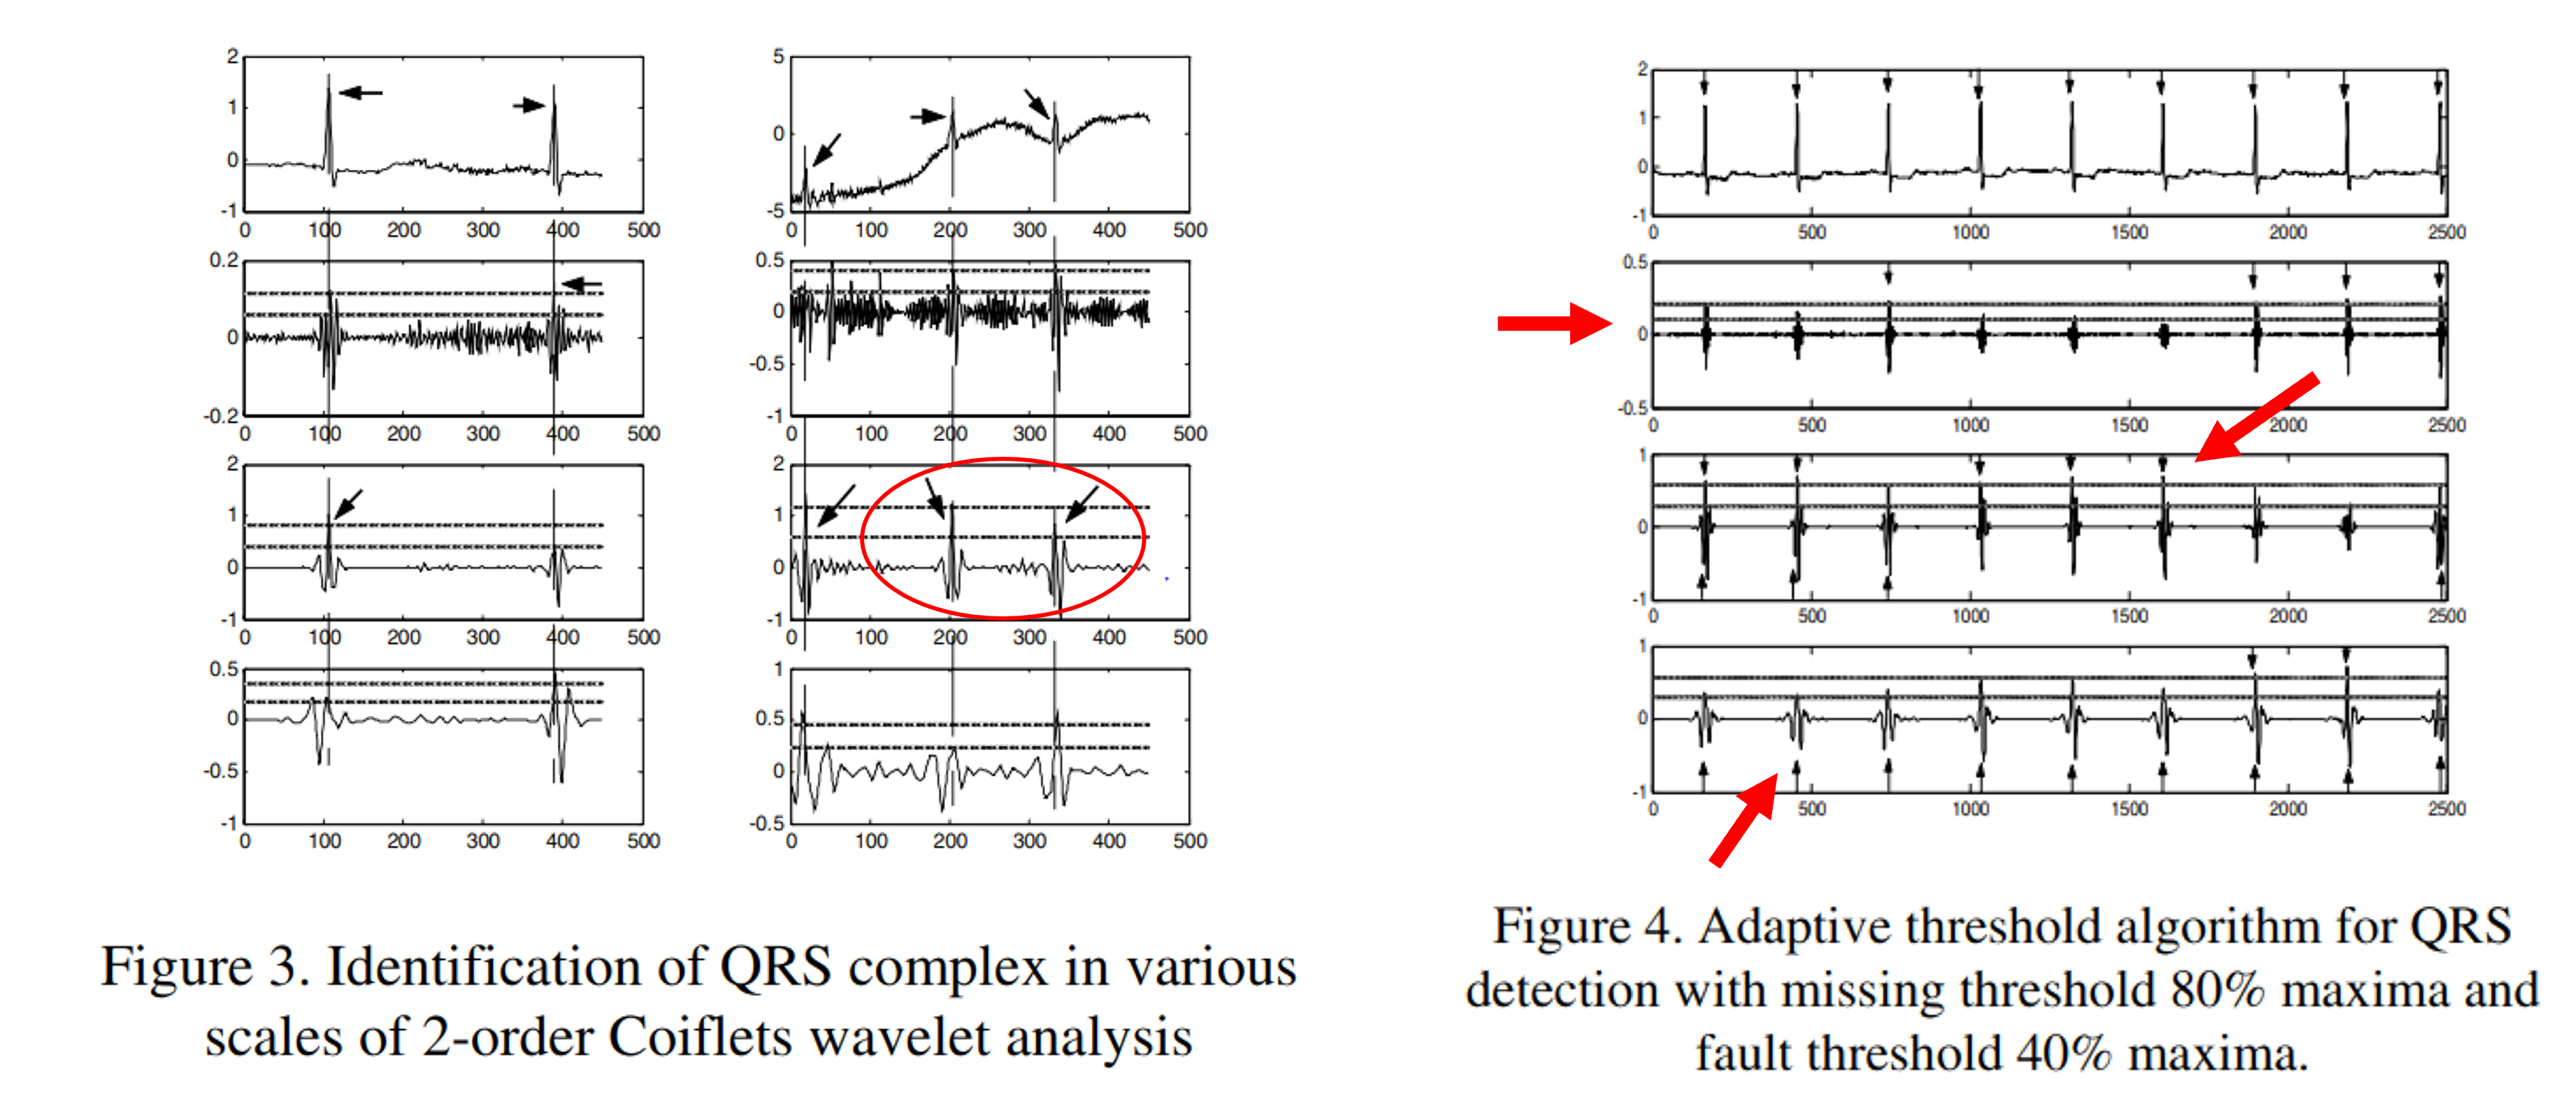 2
1
0
-1
0 100 200 300 400 500
0.2
0
-0.2
0 100 200 300 400 500
2
1
0
-1
0 100 200 300 400 500
0.5
0
-0.5
-1
0 100 200 300 400 500
5
0
-5
0 100 200 300 400 500
0.5
0
-0.5
-1
0 100 200 300 400 500
2
1
0
-1
0 100 200 300 400 500
1
0.5
0
-0.5
0 100 200 300 400 500
Figure 3. Identification of QRS complex in various
scales of 2-order Coiflets wavelet analysis
2
1
0
-1
0 500 1000 1500 2000 2500
0.5
0
-0.5
0 500 1000 1500 2000 2500
1
0
-1
0 500 1000 1500 2000 2500
1
0
-1
0 500 1000 1500 2000 2500
Figure 4. Adaptive threshold algorithm for QRS
detection with missing threshold 80% maxima and
fault threshold 40% maxima.